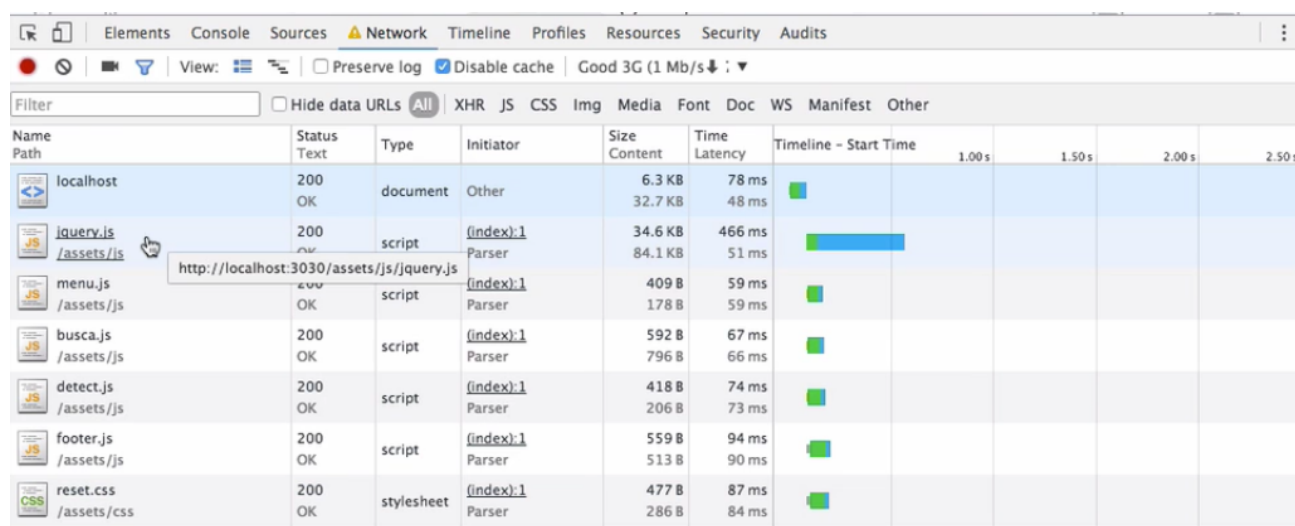 Elements Console Sources Network Timeline Profiles Resources Security Audits
View: Preserve log Disable cache Good 3G (1 Mb/s
Filter Hide data URLs All XHR JS CSS Img Media Font Doc WS Manifest Other
Name Status Type Initiator Size Time Timeline – Start Time
Path Text Content Latency 1.00 s 1.50 s 2.00 s 2.50 s
localhost 200 document Other 6.3 KB 78 ms
OK 32.7 KB 48 ms
jquery.js 200 script (index):1 34.6 KB 466 ms
/assets/js OK Parser 84.1 KB 51 ms
http://localhost:3030/assets/js/jquery.js
menu.js 200 script (index):1 409 B 59 ms
/assets/js OK Parser 178 B 59 ms
busca.js 200 script (index):1 592 B 67 ms
/assets/js OK Parser 796 B 66 ms
detect.js 200 script (index):1 418 B 74 ms
/assets/js OK Parser 206 B 73 ms
footer.js 200 script (index):1 559 B 94 ms
/assets/js OK Parser 513 B 90 ms
reset.css 200 stylesheet (index):1 477 B 87 ms
/assets/css OK Parser 286 B 84 ms